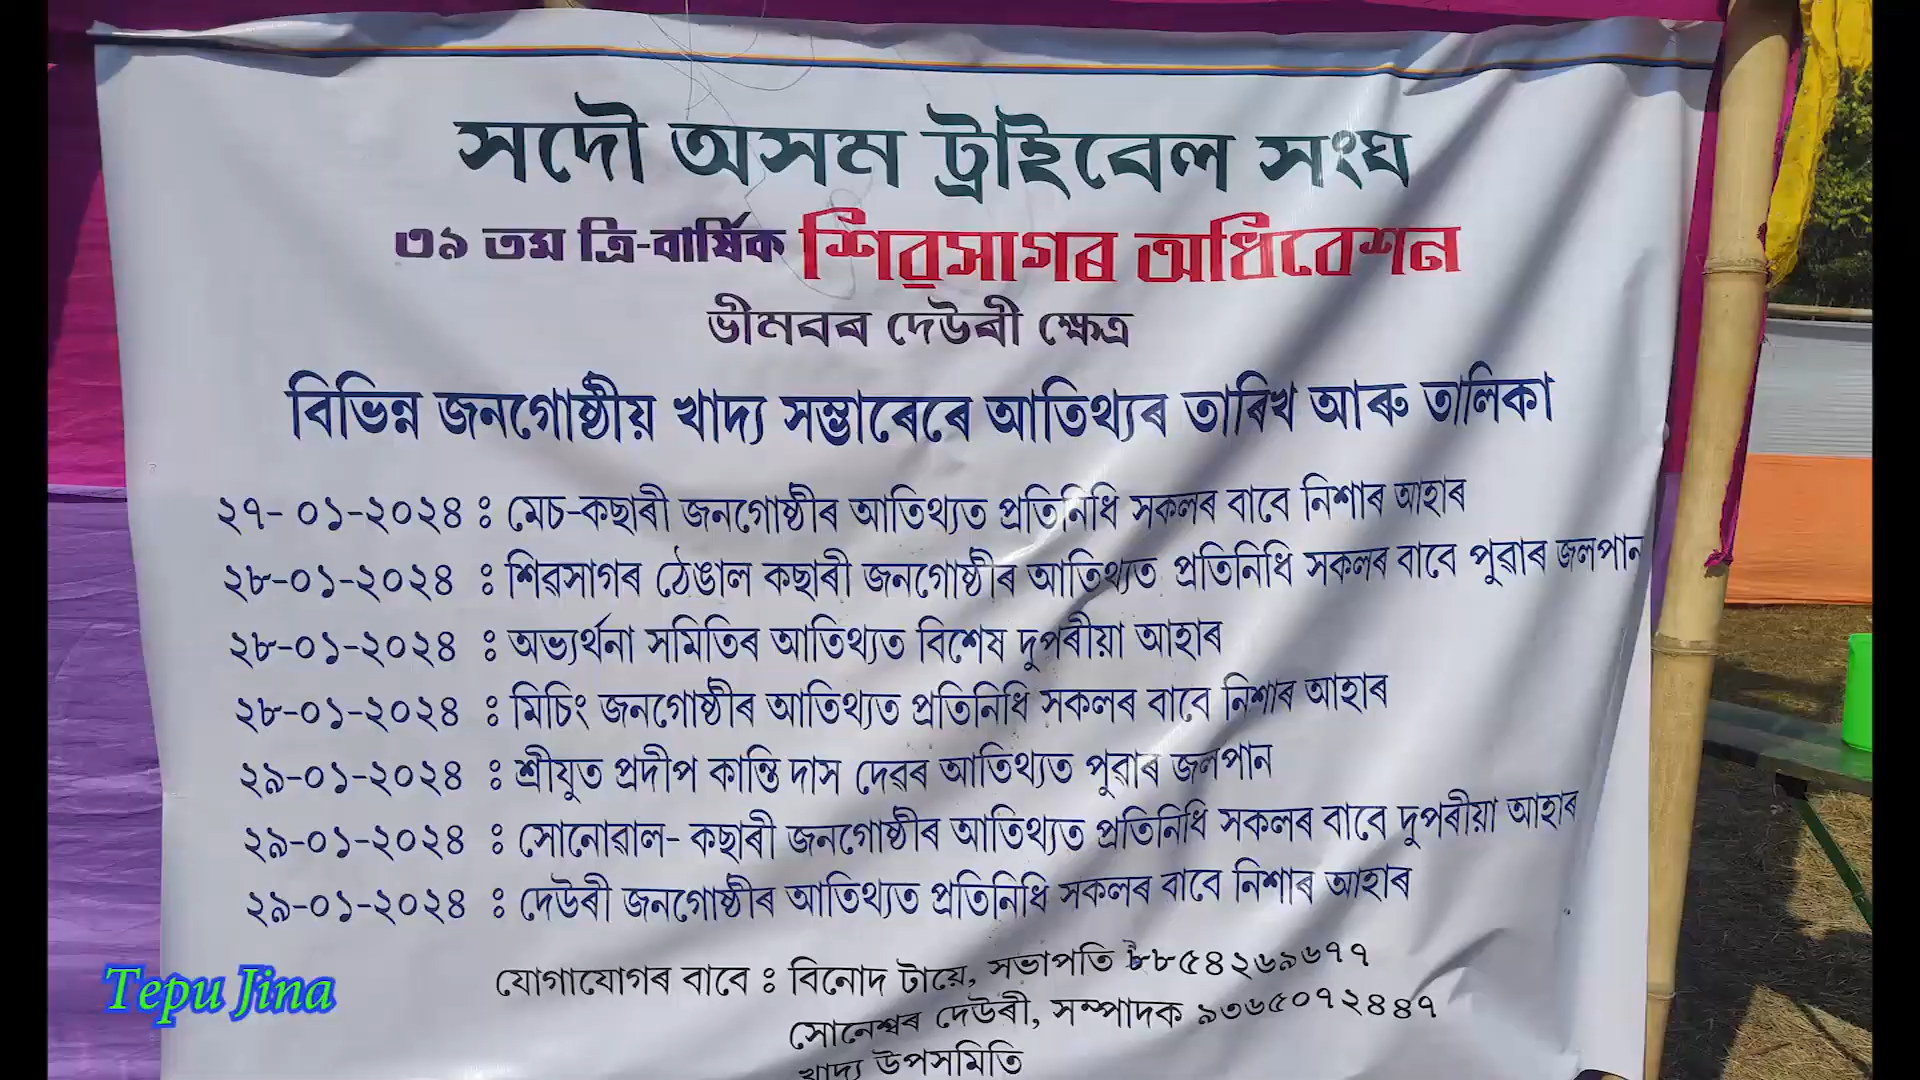 সদৌ অসম ট্ৰাইবেল সংঘ
৩৯ তম ত্ৰি-বাৰ্ষিক শিৱসাগৰ অধিবেশন
ভীমবৰ দেউৰী ক্ষেত্ৰ
বিভিন্ন জনগোষ্ঠীয় খাদ্য সম্ভাৰেৰে আতিথ্যৰ তাৰিখ আৰু তালিকা
২৭- ০১-২০২৪ : মেচ-কছাৰী জনগোষ্ঠীৰ আতিথ্যত প্ৰতিনিধি সকলৰ বাবে নিশাৰ আহাৰ
২৮-০১-২০২৪ : শিৱসাগৰ ঠেঙাল কছাৰী জনগোষ্ঠীৰ আতিথ্যত প্ৰতিনিধি সকলৰ বাবে পুৱাৰ জলপান
২৮-০১-২০২৪ : অভ্যৰ্থনা সমিতিৰ আতিথ্যত বিশেষ দুপৰীয়া আহাৰ
২৮-০১-২০২৪ : মিচিং জনগোষ্ঠীৰ আতিথ্যত প্ৰতিনিধি সকলৰ বাবে নিশাৰ আহাৰ
২৯-০১-২০২৪ : শ্ৰীযুত প্ৰদীপ কান্তি দাস দেৱৰ আতিথ্যত পুৱাৰ জলপান
২৯-০১-২০২৪ : সোনোৱাল- কছাৰী জনগোষ্ঠীৰ আতিথ্যত প্ৰতিনিধি সকলৰ বাবে দুপৰীয়া আহাৰ
২৯-০১-২০২৪ : দেউৰী জনগোষ্ঠীৰ আতিথ্যত প্ৰতিনিধি সকলৰ বাবে নিশাৰ আহাৰ
যোগাযোগৰ বাবে : বিনোদ টায়ে, সভাপতি ৮৮৫৪২৬৯৬৭৭
সোনেশ্বৰ দেউৰী, সম্পাদক ৯৩৬৫০৭২৪৪৭
খাদ্য উপসমিতি
Tepu Jina